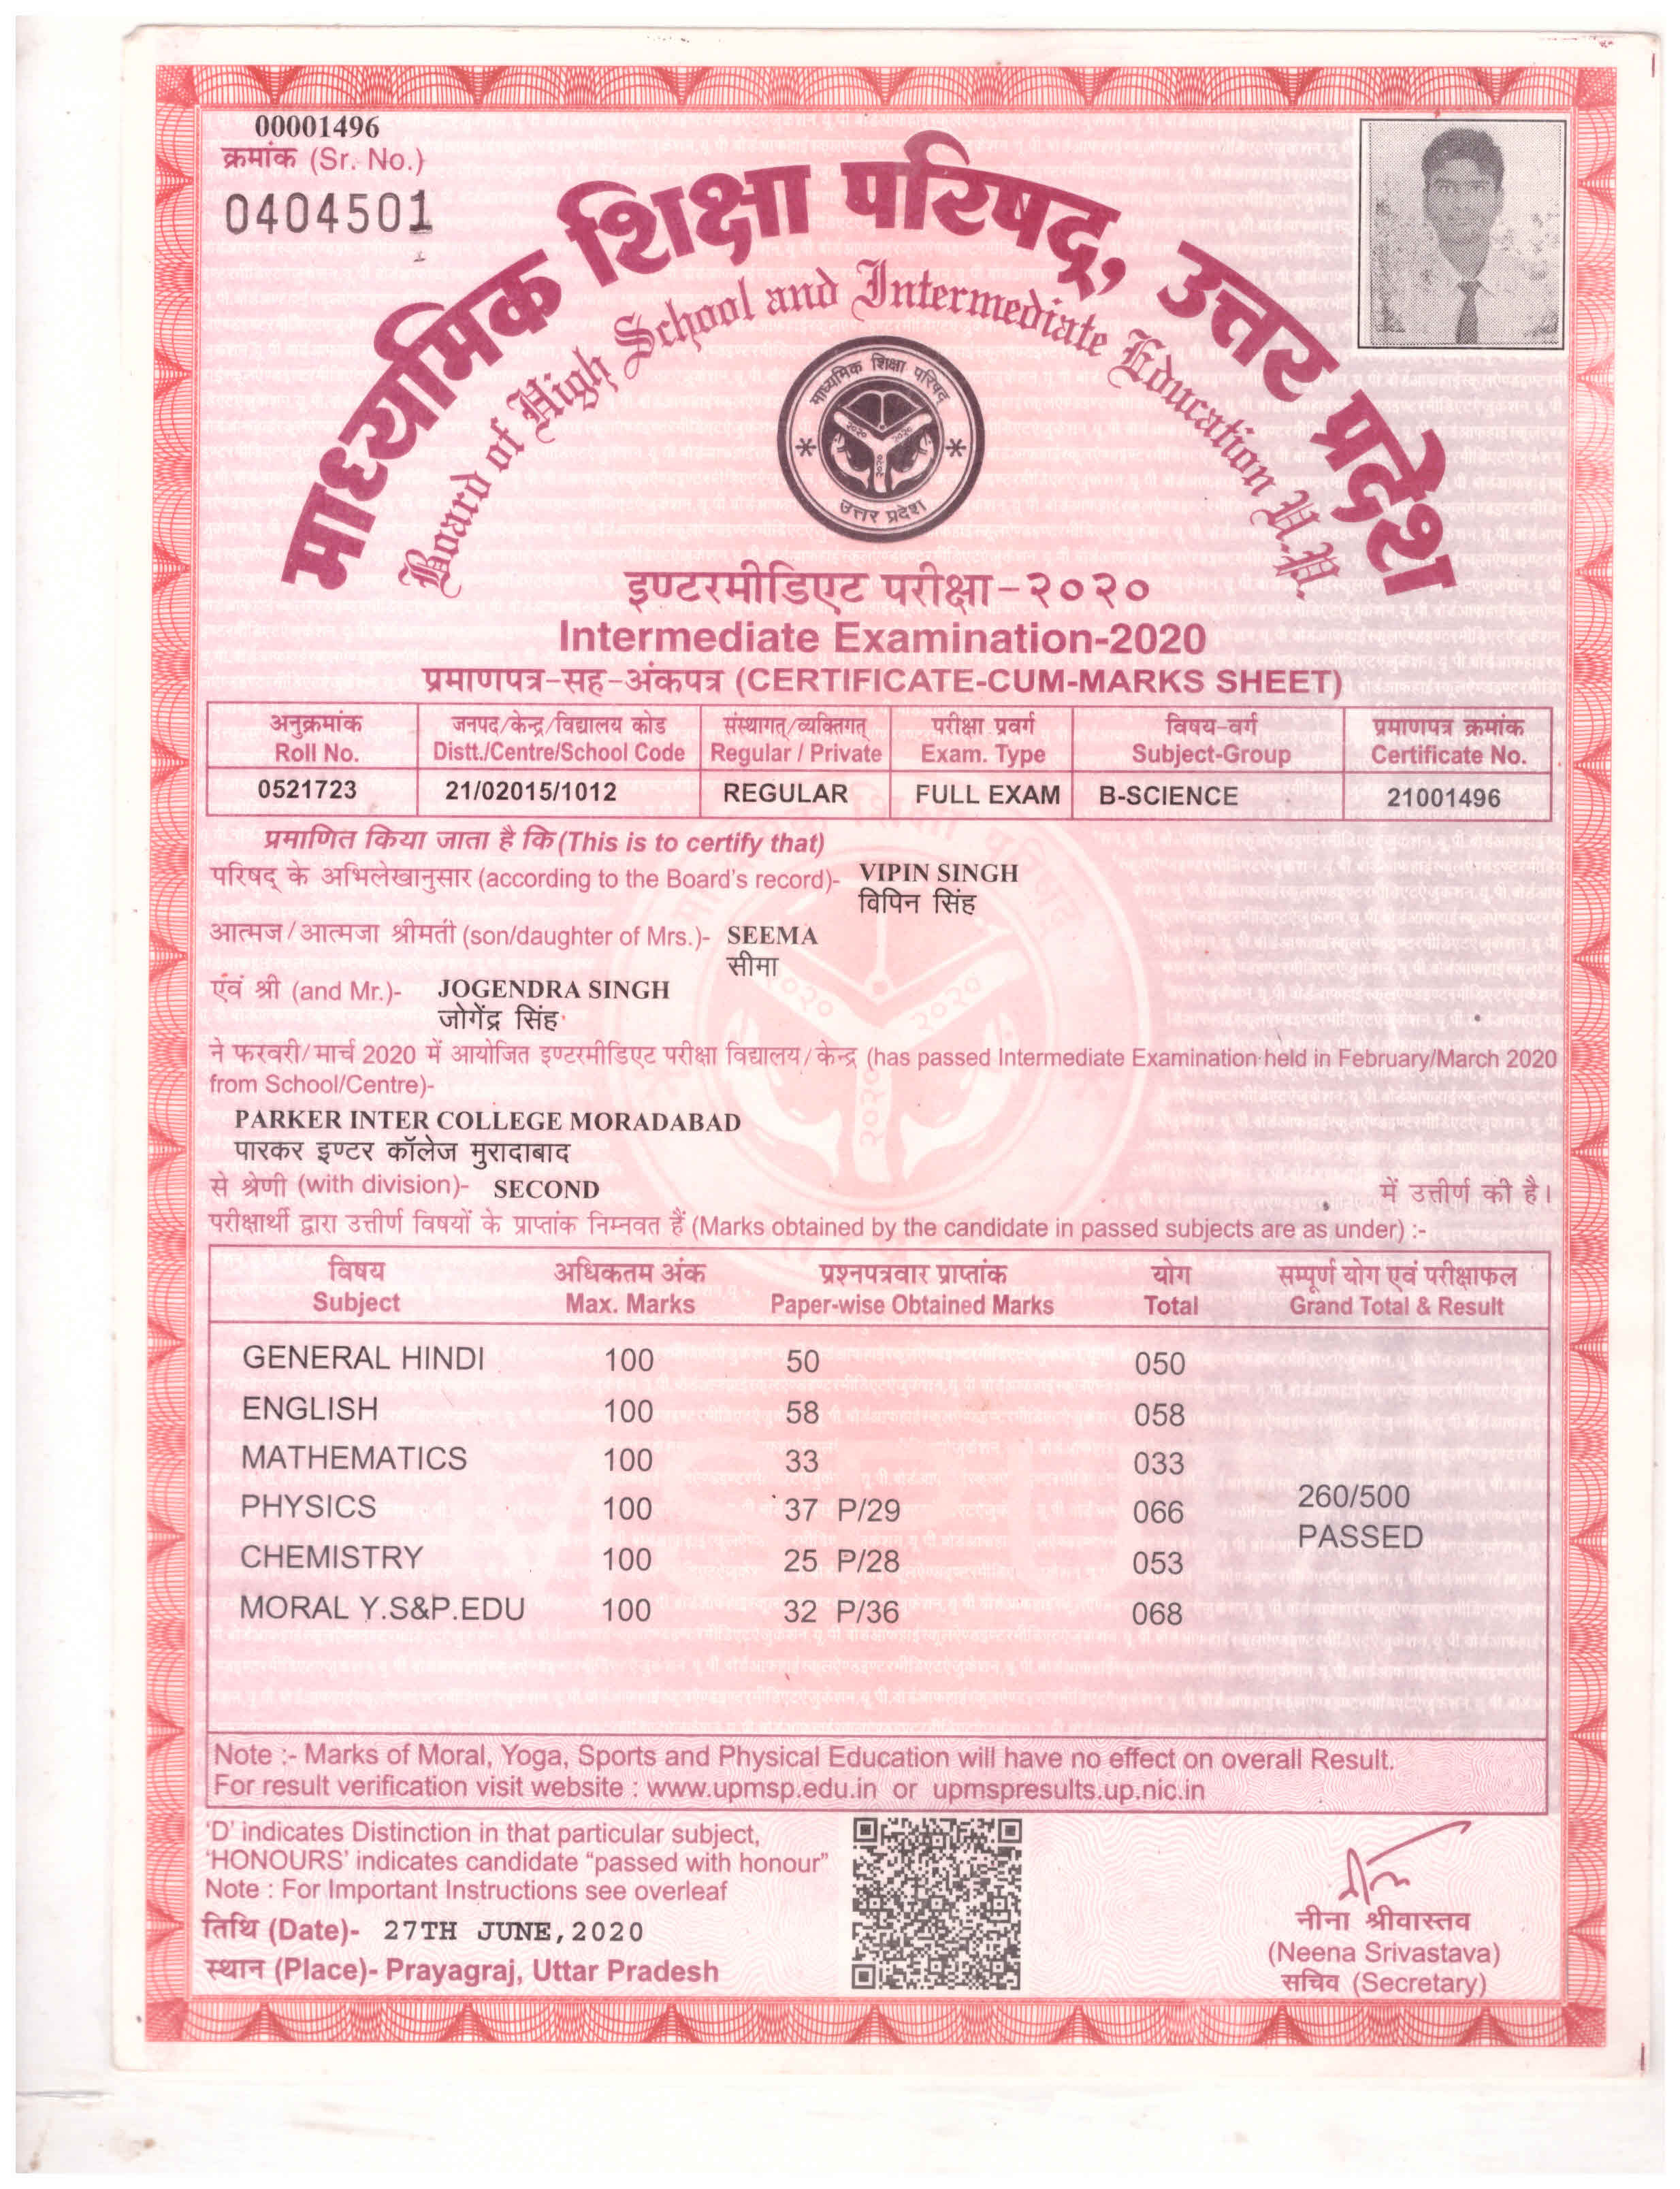 00001496
क्रमांक (Sr. No.)
0404501
माध्यमिक शिक्षा परिषद्, उत्तर प्रदेश
Board of High School and Intermediate Education U.P.
माध्यमिक शिक्षा परिषद्
२०२० २०२०
२०२०
उत्तर प्रदेश
इण्टरमीडिएट परीक्षा-२०२०
Intermediate Examination-2020
प्रमाणपत्र-सह-अंकपत्र (CERTIFICATE-CUM-MARKS SHEET)
अनुक्रमांक जनपद/केन्द्र/विद्यालय कोड संस्थागत्/व्यक्तिगत् परीक्षा प्रवर्ग विषय-वर्ग प्रमाणपत्र क्रमांक
Roll No. Distt./Centre/School Code Regular / Private Exam. Type Subject-Group Certificate No.
0521723 21/02015/1012 REGULAR FULL EXAM B-SCIENCE 21001496
प्रमाणित किया जाता है कि (This is to certify that)
परिषद् के अभिलेखानुसार (according to the Board's record)- VIPIN SINGH
विपिन सिंह
आत्मज/आत्मजा श्रीमती (son/daughter of Mrs.)- SEEMA
सीमा
एंवं श्री (and Mr.)- JOGENDRA SINGH
जोगेंद्र सिंह
ने फरवरी/मार्च 2020 में आयोजित इण्टरमीडिएट परीक्षा विद्यालय/केन्द्र (has passed Intermediate Examination held in February/March 2020
from School/Centre)-
PARKER INTER COLLEGE MORADABAD
पारकर इण्टर कॉलेज मुरादाबाद
से श्रेणी (with division)- SECOND में उत्तीर्ण की है।
परीक्षार्थी द्वारा उत्तीर्ण विषयों के प्राप्तांक निम्नवत हैं (Marks obtained by the candidate in passed subjects are as under) :-
विषय अधिकतम अंक प्रश्नपत्रवार प्राप्तांक योग सम्पूर्ण योग एवं परीक्षाफल
Subject Max. Marks Paper-wise Obtained Marks Total Grand Total & Result
GENERAL HINDI 100 50 050
ENGLISH 100 58 058
MATHEMATICS 100 33 033
PHYSICS 100 37 P/29 066 260/500
PASSED
CHEMISTRY 100 25 P/28 053
MORAL Y.S&P.EDU 100 32 P/36 068
Note :- Marks of Moral, Yoga, Sports and Physical Education will have no effect on overall Result.
For result verification visit website : www.upmsp.edu.in or upmspresults.up.nic.in
'D' indicates Distinction in that particular subject,
'HONOURS' indicates candidate "passed with honour"
Note : For Important Instructions see overleaf
तिथि (Date)- 27TH JUNE,2020
स्थान (Place)- Prayagraj, Uttar Pradesh
नीना श्रीवास्तव
(Neena Srivastava)
सचिव (Secretary)